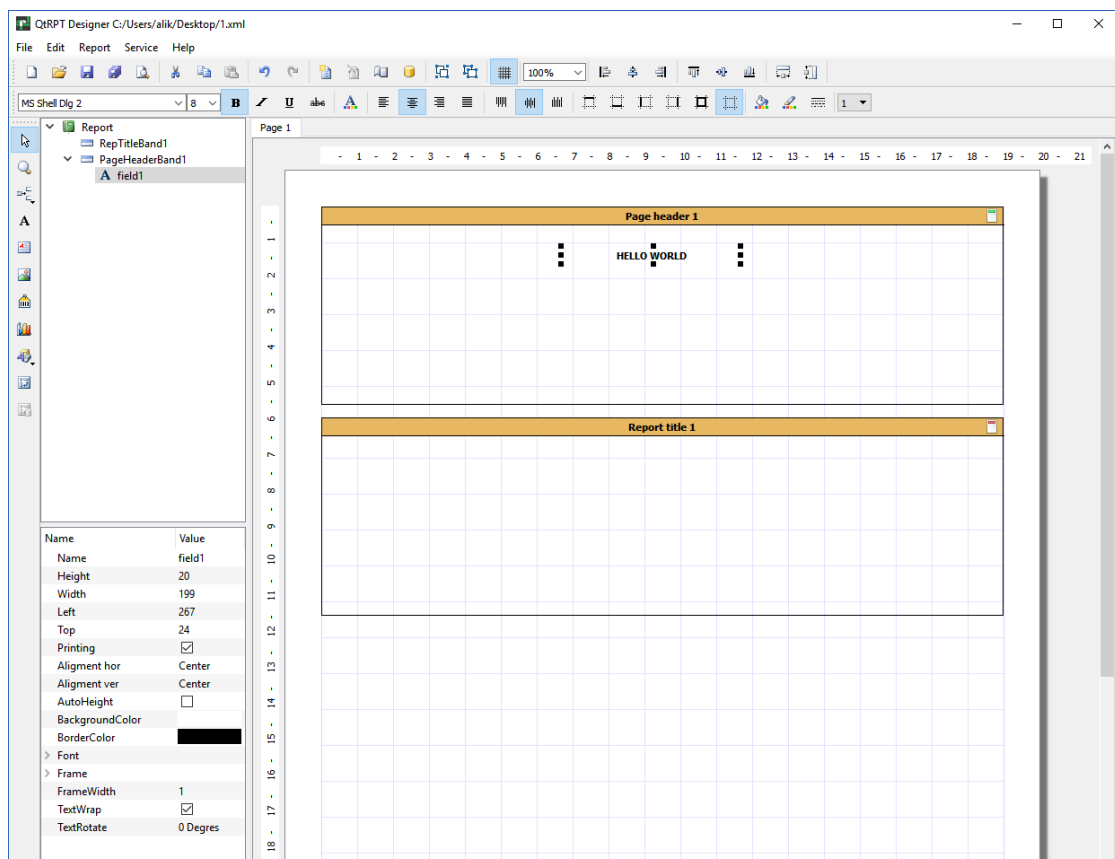 QtRPT Designer C:/Users/alik/Desktop/1.xml
File Edit Report Service Help
100%
MS Shell Dlg 2 8 B I U abc A 1
Report
RepTitleBand1
PageHeaderBand1
A field1
Page 1
- 1 - 2 - 3 - 4 - 5 - 6 - 7 - 8 - 9 - 10 - 11 - 12 - 13 - 14 - 15 - 16 - 17 - 18 - 19 - 20 - 21
Page header 1
HELLO WORLD
Report title 1
- 1 - 2 - 3 - 4 - 5 - 6 - 7 - 8 - 9 - 10 - 11 - 12 - 13 - 14 - 15 - 16 - 17 - 18
Name Value
Name field1
Height 20
Width 199
Left 267
Top 24
Printing
Aligment hor Center
Aligment ver Center
AutoHeight
BackgroundColor
BorderColor
Font
Frame
FrameWidth 1
TextWrap
TextRotate 0 Degres